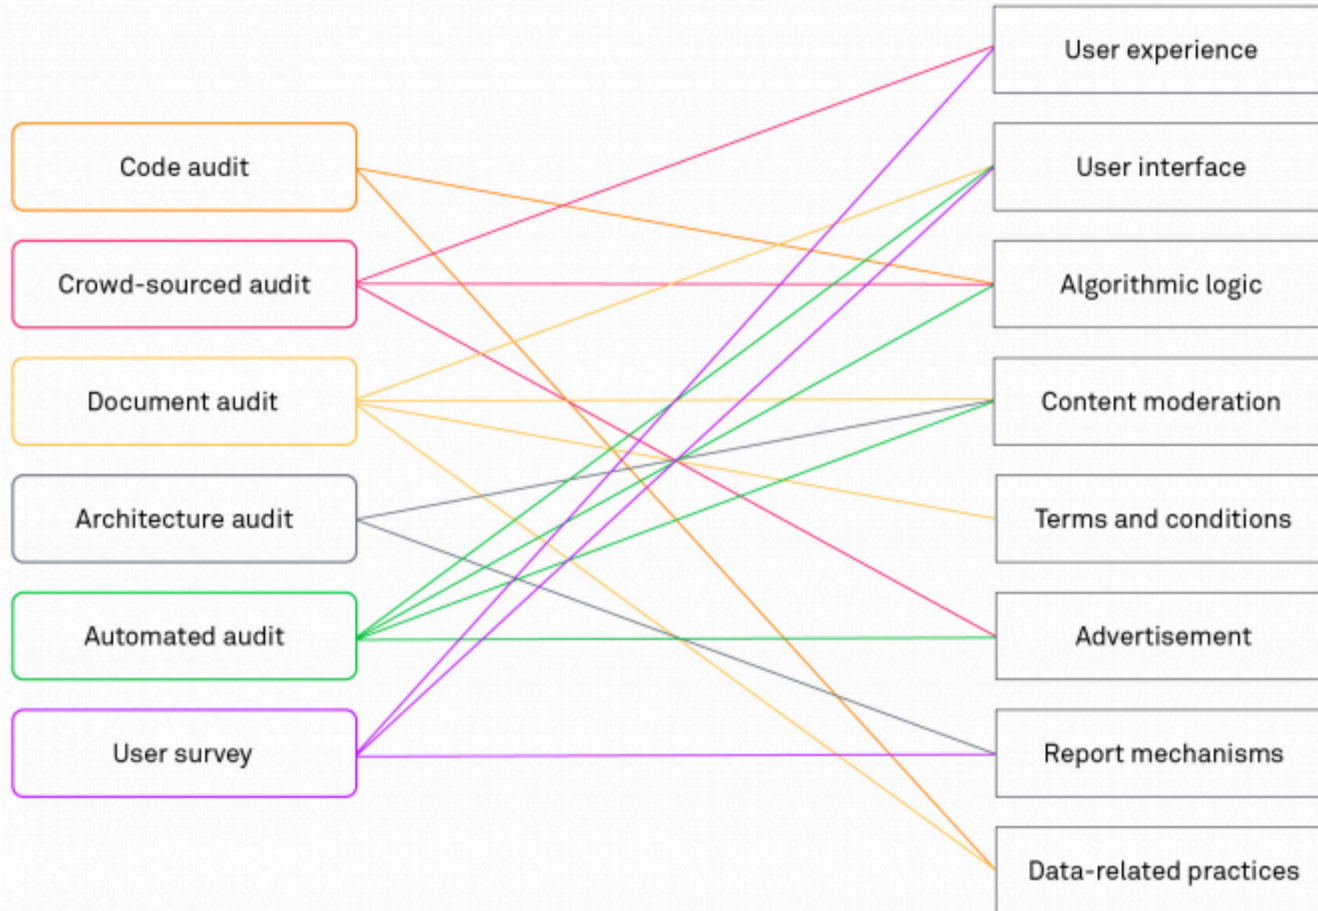 Code audit
Crowd-sourced audit
Document audit
Architecture audit
Automated audit
User survey
User experience
User interface
Algorithmic logic
Content moderation
Terms and conditions
Advertisement
Report mechanisms
Data-related practices